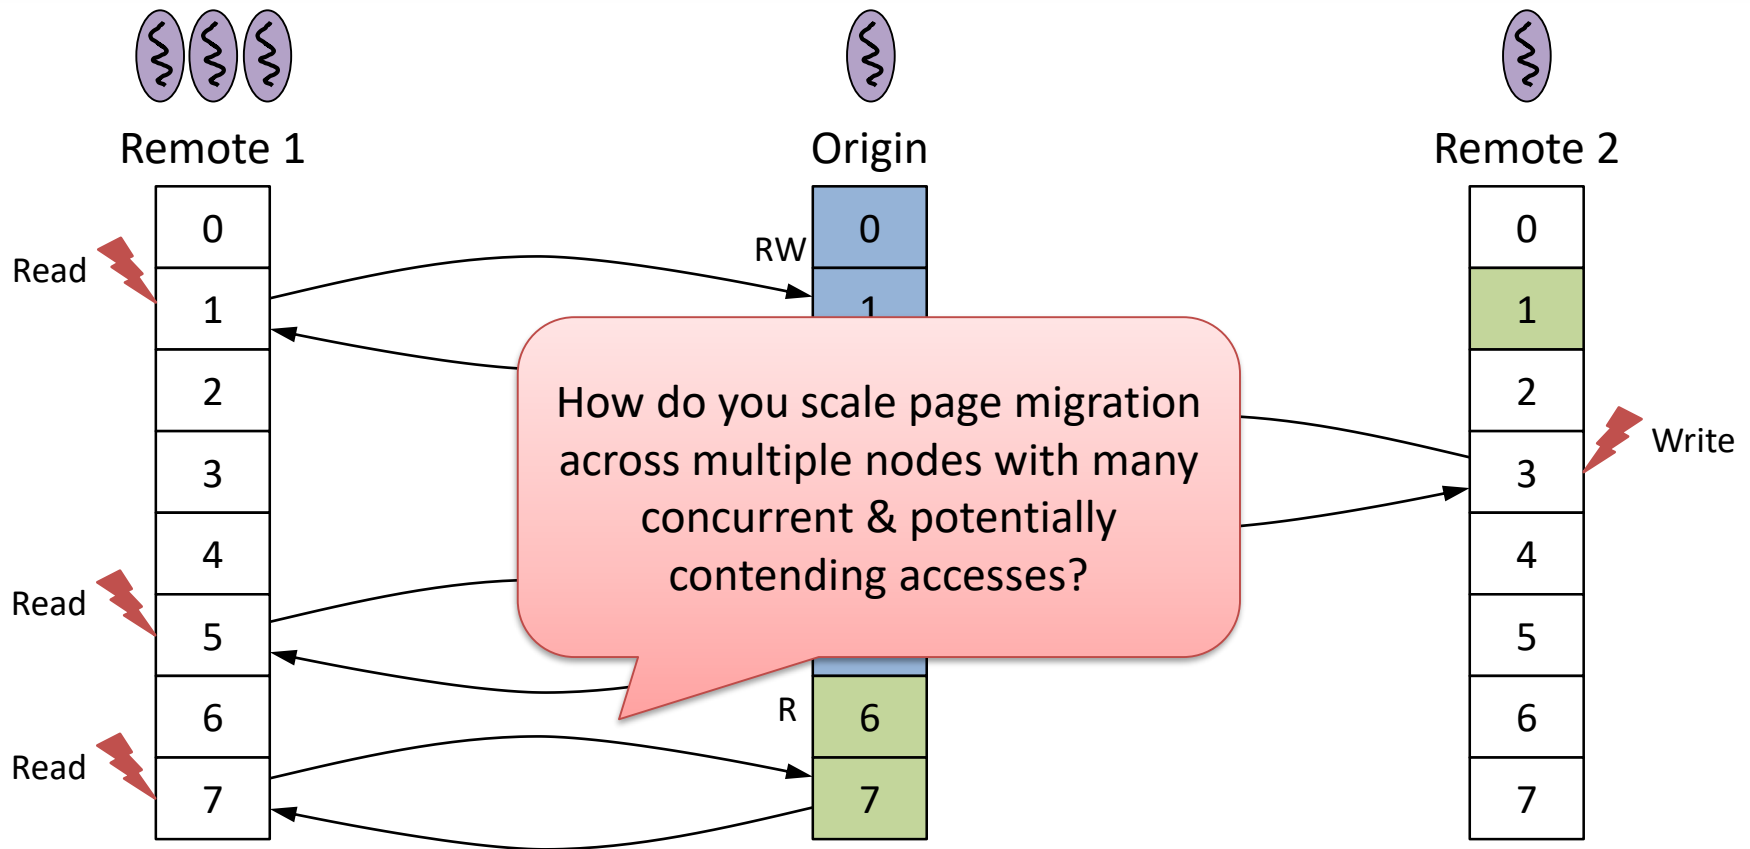 Remote 1
Origin
Remote 2
0
1
2
3
4
5
6
7
Read
Read
Read
RW
0
1
R
6
7
How do you scale page migration
across multiple nodes with many
concurrent & potentially
contending accesses?
0
1
2
3
4
5
6
7
Write